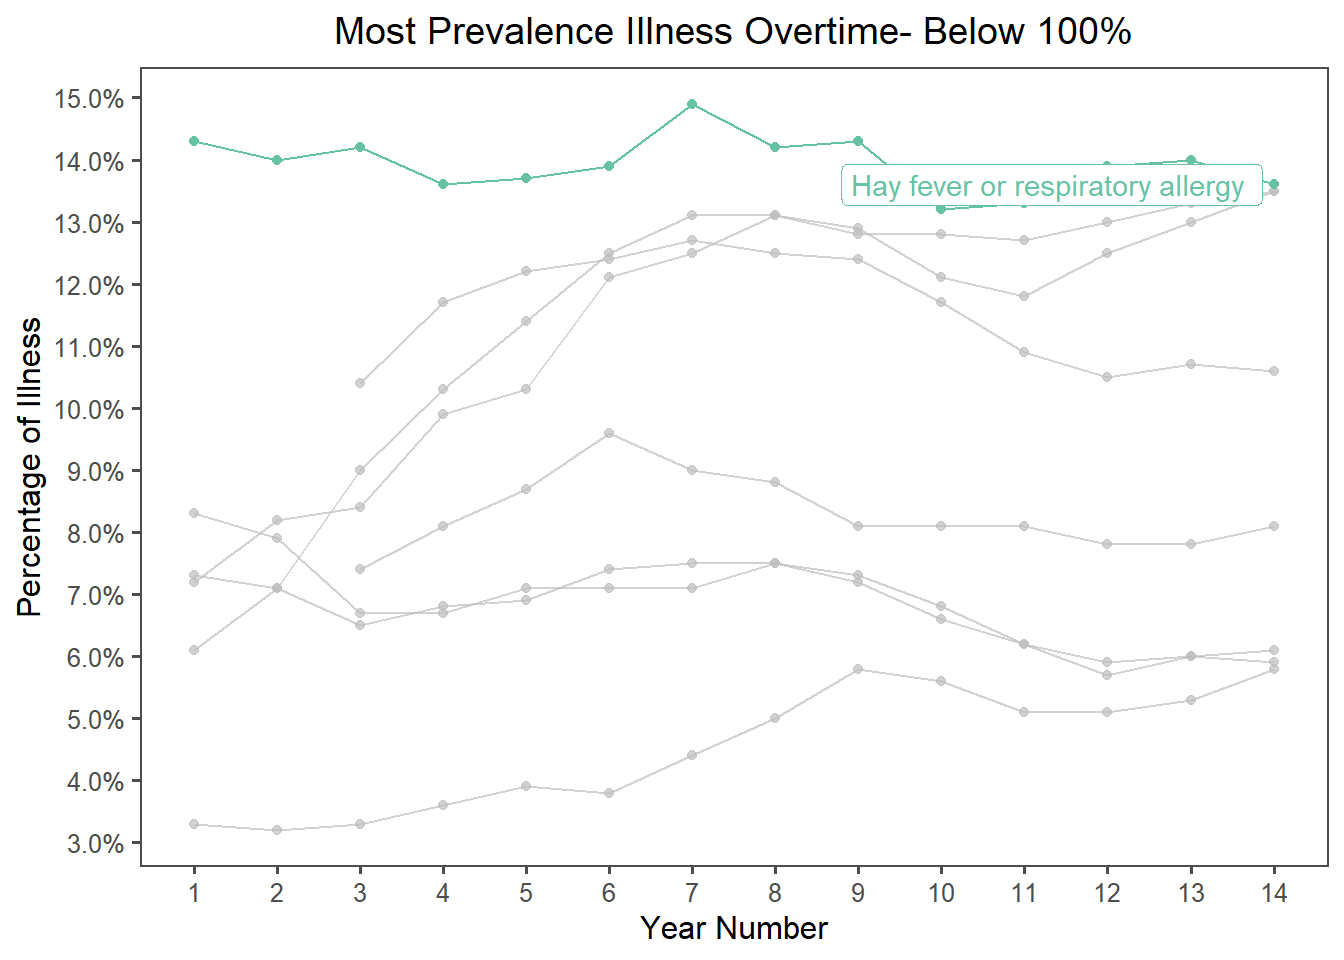 Most Prevalence Illness Overtime- Below 100%
15.0%
14.0%
13.0%
12.0%
11.0%
10.0%
9.0%
8.0%
7.0%
6.0%
5.0%
4.0%
3.0%
Percentage of Illness
Hay fever or respiratory allergy
1 2 3 4 5 6 7 8 9 10 11 12 13 14
Year Number